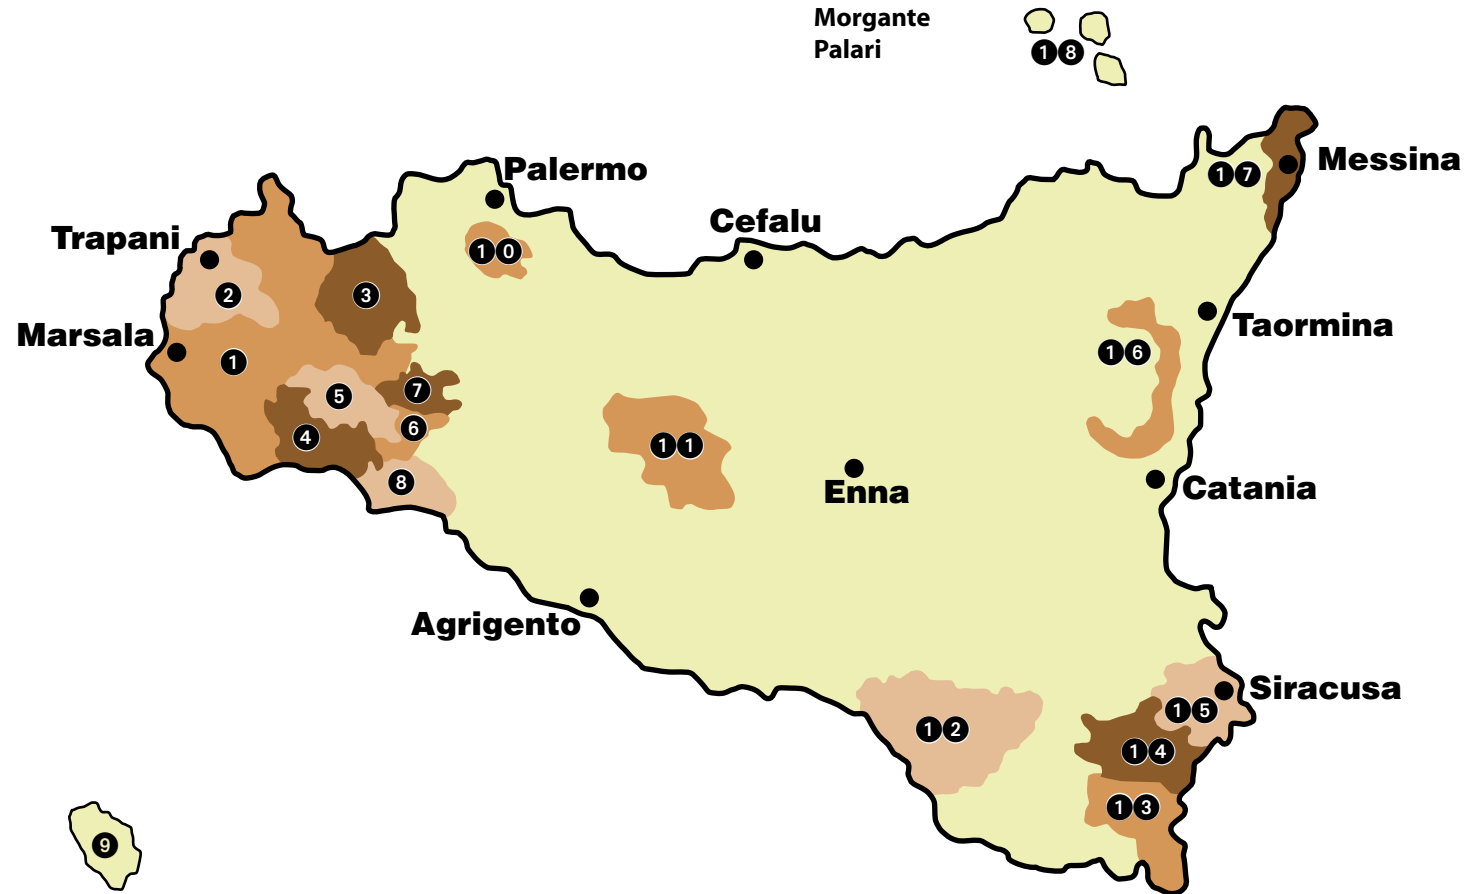 Morgante
Palari
18
Messina
17
Palermo
Cefalu
Trapani
10
2
3
Marsala
Taormina
1
16
5
7
4
6
11
8
Enna
Catania
Agrigento
Siracusa
15
12
14
13
9